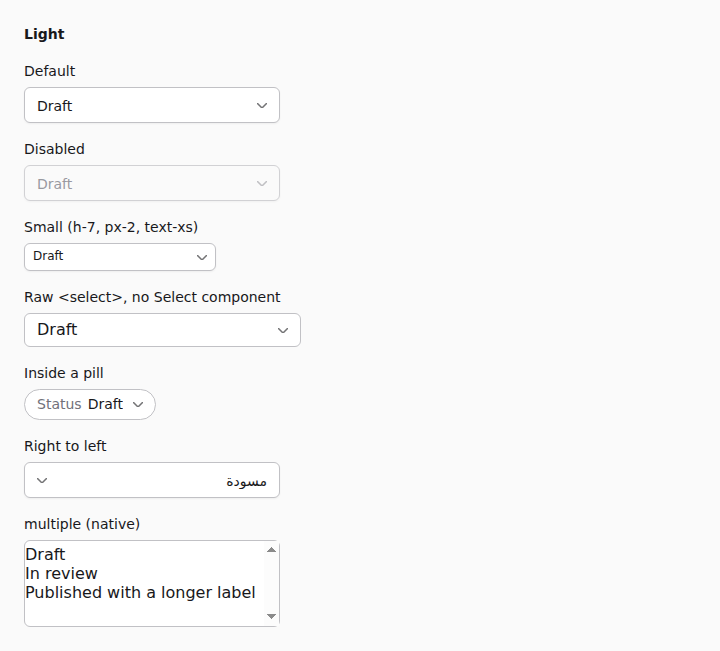 Light
Default
Draft
Disabled
Draft
Small (h-7, px-2, text-xs)
Draft
Raw <select>, no Select component
Draft
Inside a pill
Status Draft
Right to left
مسودة
multiple (native)
Draft
In review
Published with a longer label